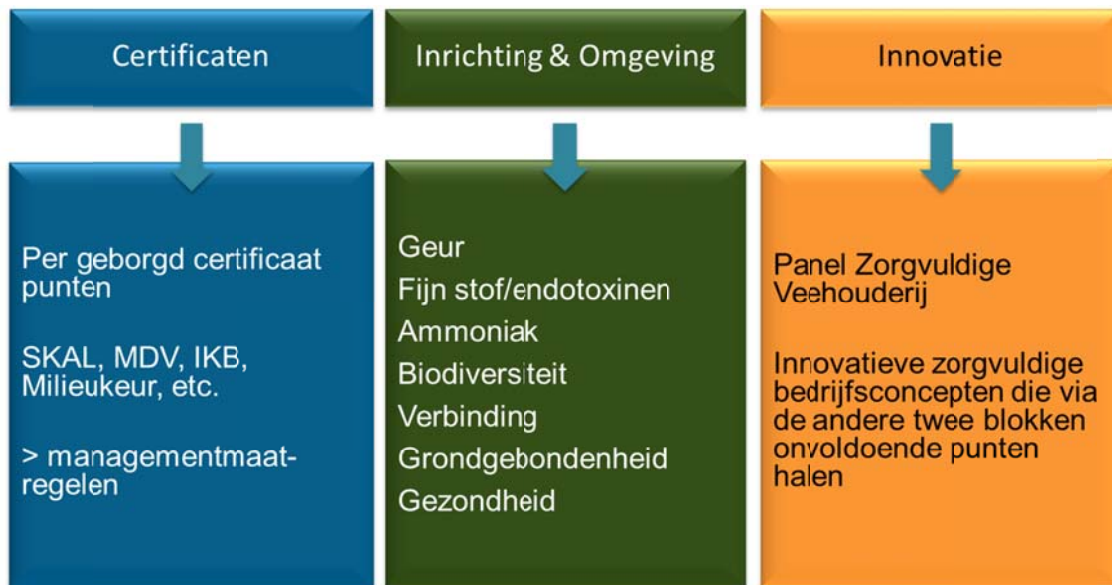 Certificaten
Inrichting & Omgeving
Innovatie
Per geborgd certificaat
punten
SKAL, MDV, IKB,
Milieukeur, etc.
> managementmaat-
regelen
Geur
Fijn stof/endotoxinen
Ammoniak
Biodiversiteit
Verbinding
Grondgebondenheid
Gezondheid
Panel Zorgvuldige
Veehouderij
Innovatieve zorgvuldige
bedrijfsconcepten die via
de andere twee blokken
onvoldoende punten
halen